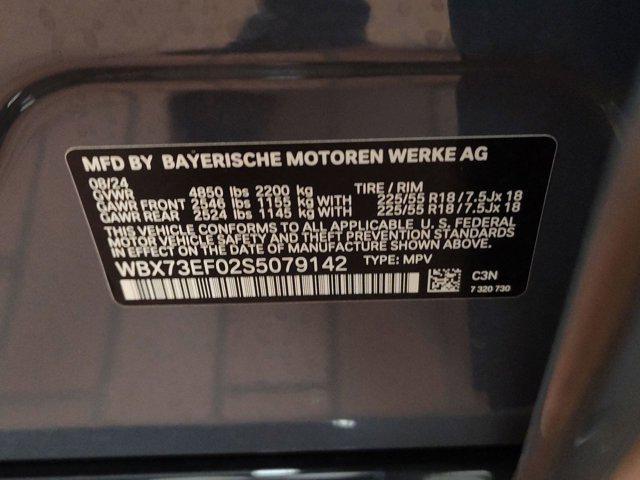 MFD BY BAYERISCHE MOTOREN WERKE AG
08/24
GVWR 4850 lbs 2200 kg TIRE / RIM
GAWR FRONT 2546 lbs 1155 kg WITH 225/55 R18/7.5Jx 18
GAWR REAR 2524 lbs 1145 kg WITH 225/55 R18/7.5Jx 18
THIS VEHICLE CONFORMS TO ALL APPLICABLE U. S. FEDERAL
MOTOR VEHICLE SAFETY, BUMPER, AND THEFT PREVENTION STANDARDS
IN EFFECT ON THE DATE OF MANUFACTURE SHOWN ABOVE.
WBX73EF02S5079142 TYPE: MPV
C3N
7 320 730